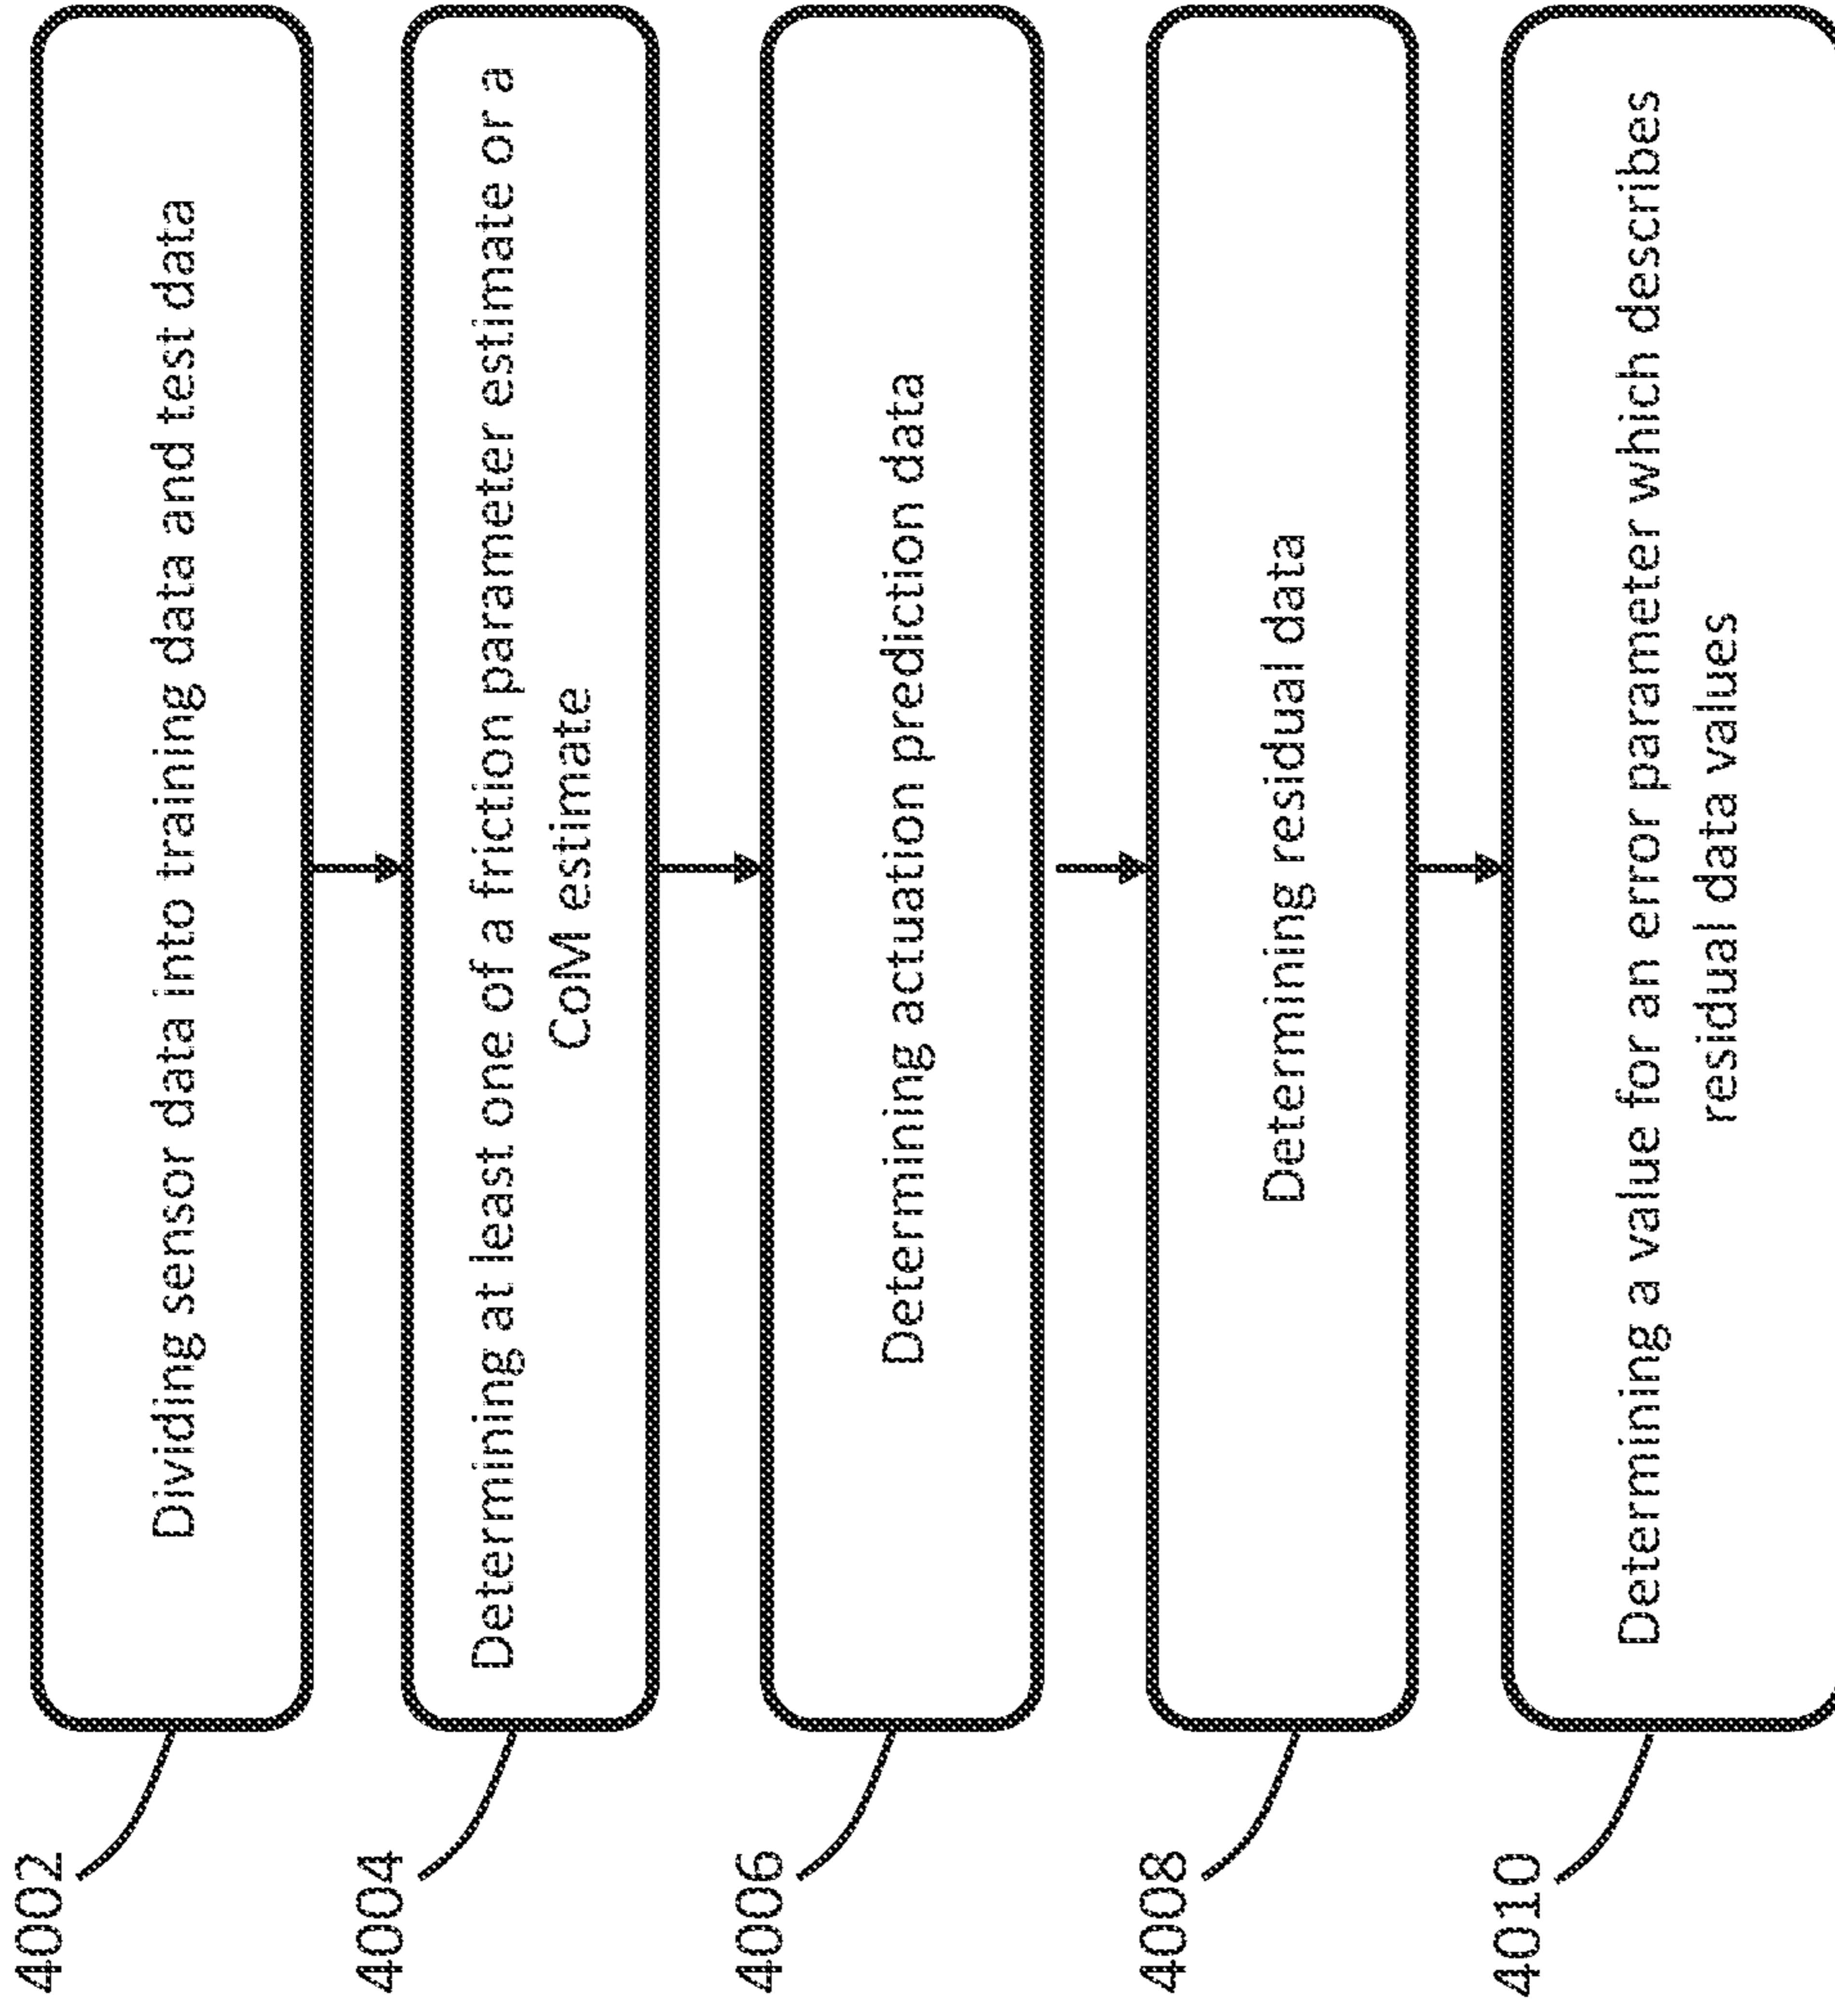 4002
Dividing sensor data into training data and test data
4004
Determining at least one of a friction parameter estimate or a
CoM estimate
4006
Determining actuation prediction data
4008
Determining residual data
4010
Determining a value for an error parameter which describes
residual data values